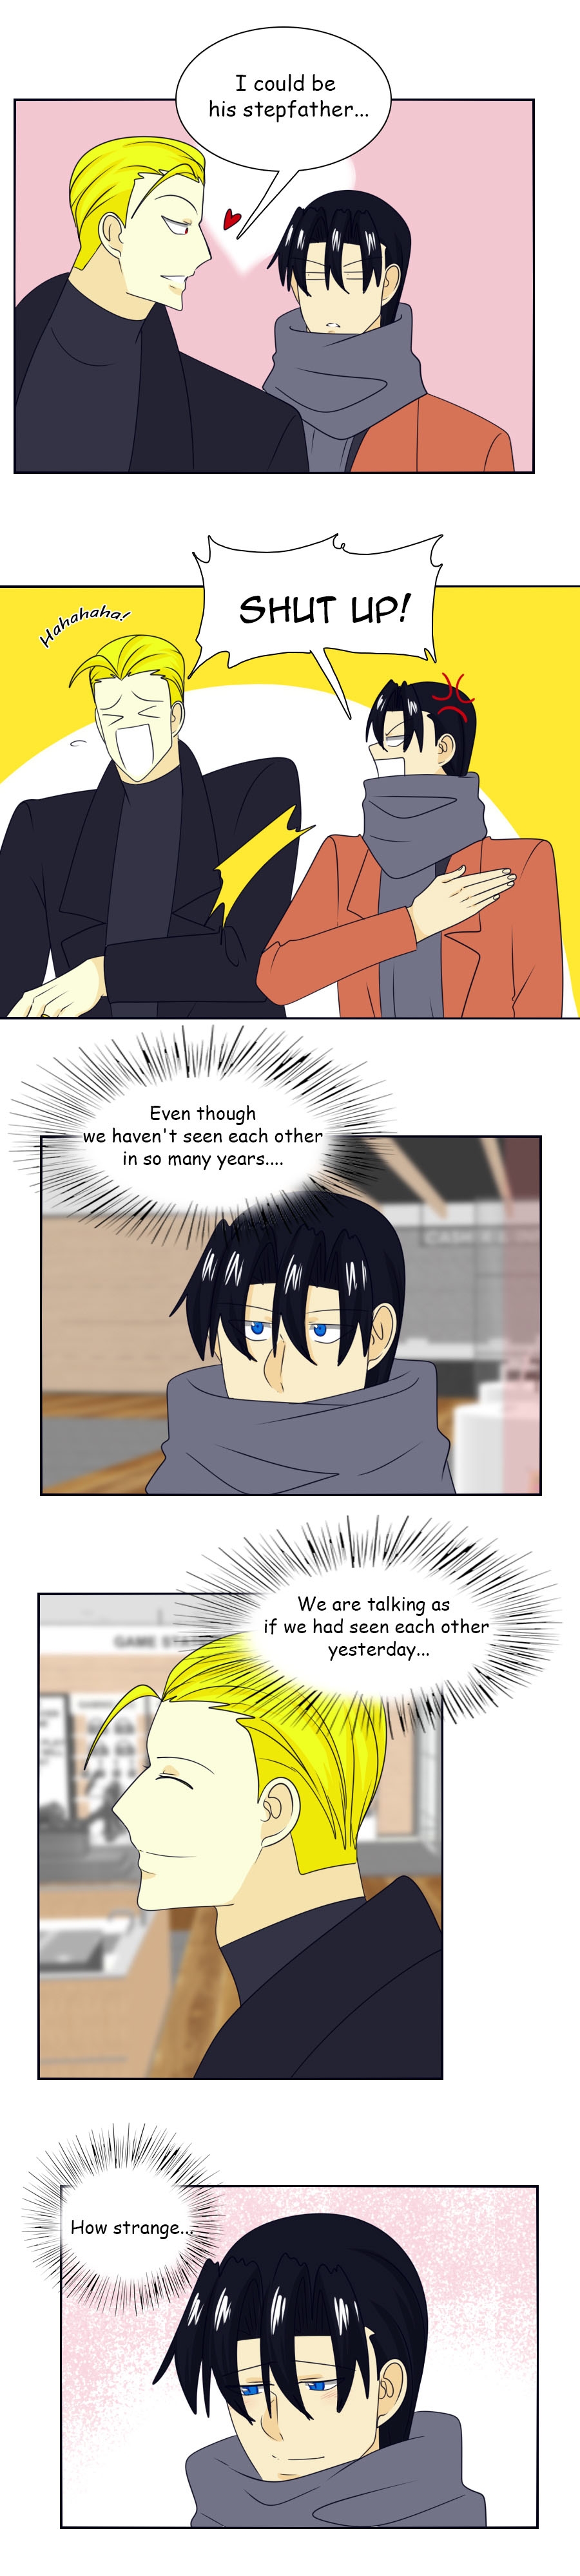 I could be
his stepfather...
Hahahaha!
SHUT UP!
Even though
we haven't seen each other
in so many years....
We are talking as
if we had seen each other
yesterday...
How strange...